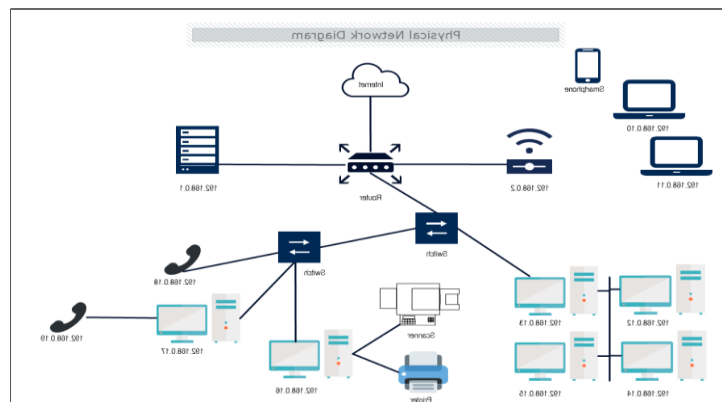 Physical Network Diagram
Internet
Smartphone
192.168.0.10
192.168.0.11
192.168.0.1
Router
192.168.0.2
Switch
Switch
192.168.0.18
192.168.0.19
192.168.0.17
192.168.0.16
Scanner
Printer
192.168.0.13
192.168.0.12
192.168.0.15
192.168.0.14